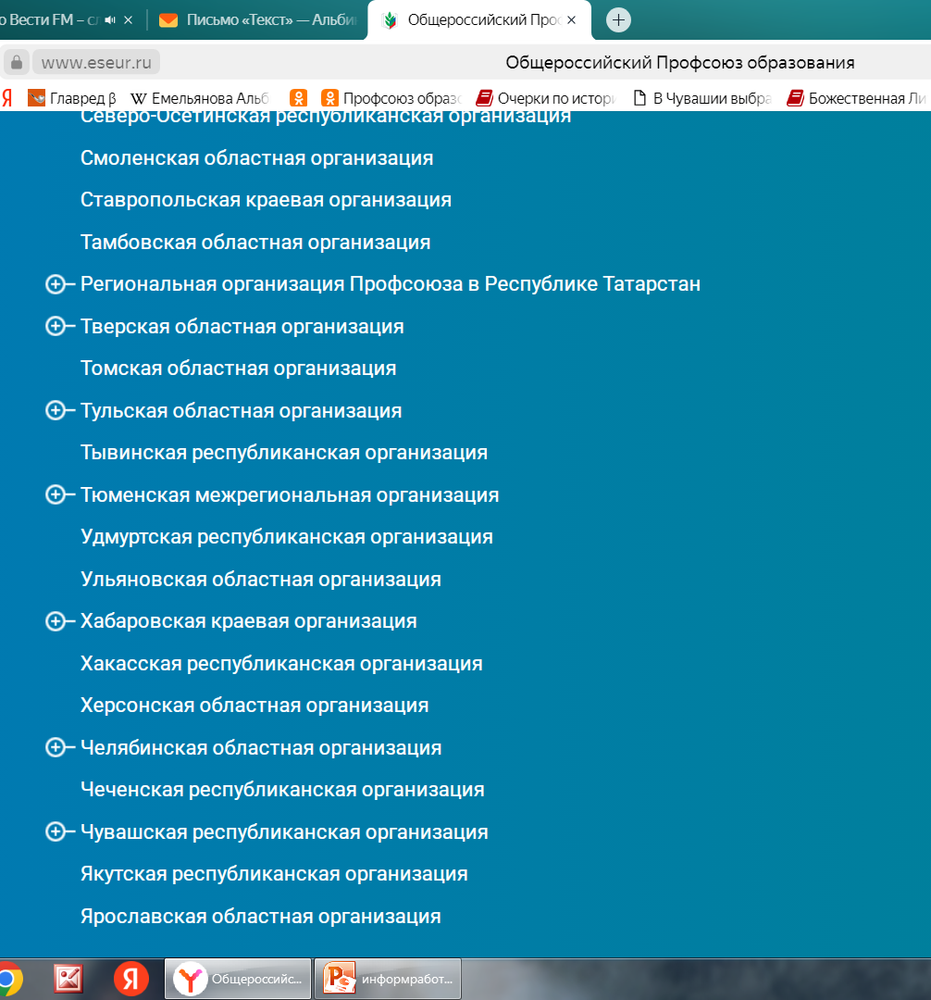 о Вести FM – сл
Письмо «Текст» — Альби
Общероссийский Про
www.eseur.ru
Общероссийский Профсоюз образования
Я
Главред β
W Емельянова Альб
Профсоюз образо
Очерки по истори
В Чувашии выбра
Божественная Ли
Северо-Осетинская республиканская организация
Смоленская областная организация
Ставропольская краевая организация
Тамбовская областная организация
Региональная организация Профсоюза в Республике Татарстан
Тверская областная организация
Томская областная организация
Тульская областная организация
Тывинская республиканская организация
Тюменская межрегиональная организация
Удмуртская республиканская организация
Ульяновская областная организация
Хабаровская краевая организация
Хакасская республиканская организация
Херсонская областная организация
Челябинская областная организация
Чеченская республиканская организация
Чувашская республиканская организация
Якутская республиканская организация
Ярославская областная организация
Я
Общероссийс...
информработ...